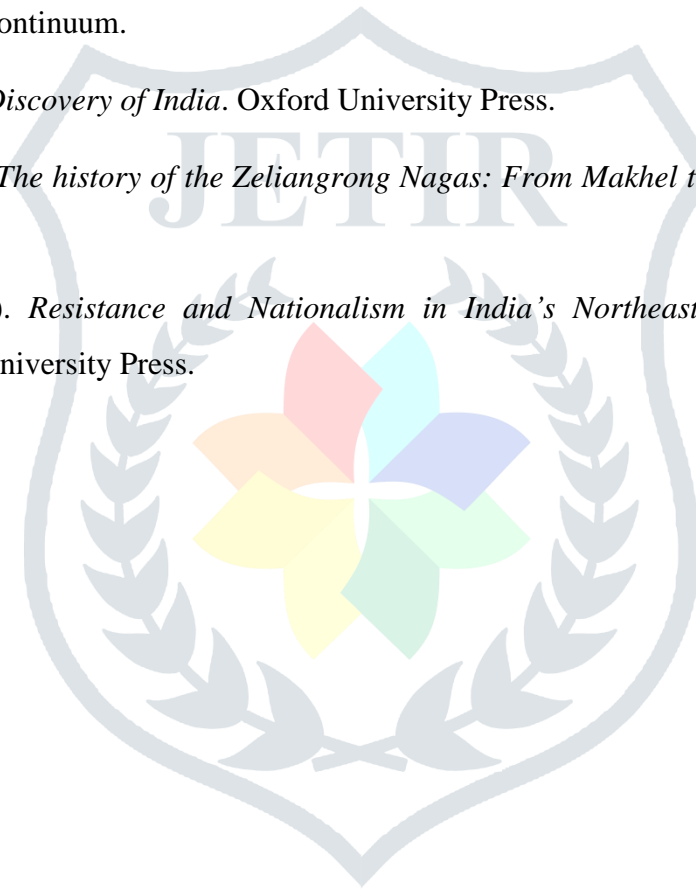 ontinuum.
Discovery of India. Oxford University Press.
JETIR
The history of the Zeliangrong Nagas: From Makhel t
). Resistance and Nationalism in India’s Northeast
niversity Press.